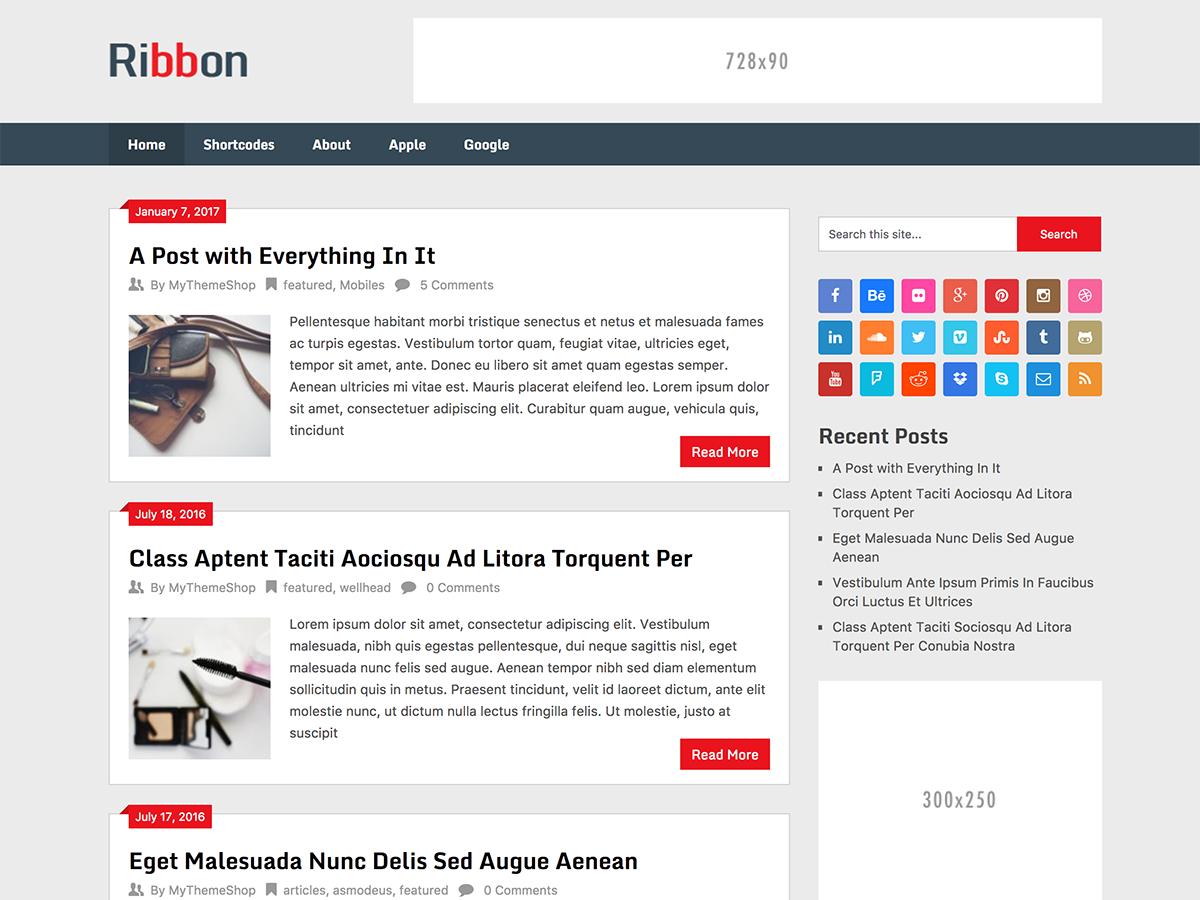 Ribbon
728x90
Home Shortcodes About Apple Google
January 7, 2017
A Post with Everything In It
By MyThemeShop featured, Mobiles 5 Comments
Pellentesque habitant morbi tristique senectus et netus et malesuada fames
ac turpis egestas. Vestibulum tortor quam, feugiat vitae, ultricies eget,
tempor sit amet, ante. Donec eu libero sit amet quam egestas semper.
Aenean ultricies mi vitae est. Mauris placerat eleifend leo. Lorem ipsum dolor
sit amet, consectetuer adipiscing elit. Curabitur quam augue, vehicula quis,
tincidunt
Read More
July 18, 2016
Class Aptent Taciti Aociosqu Ad Litora Torquent Per
By MyThemeShop featured, wellhead 0 Comments
Lorem ipsum dolor sit amet, consectetur adipiscing elit. Vestibulum
malesuada, nibh quis egestas pellentesque, dui neque sagittis nisl, eget
malesuada nunc felis sed augue. Aenean tempor nibh sed diam elementum
sollicitudin quis in metus. Praesent tincidunt, velit id laoreet dictum, ante elit
molestie nunc, ut dictum nulla lectus fringilla felis. Ut molestie, justo at
suscipit
Read More
July 17, 2016
Eget Malesuada Nunc Delis Sed Augue Aenean
By MyThemeShop articles, asmodeus, featured 0 Comments
Search this site... Search
f Bē g+
in t
You Tube
Recent Posts
A Post with Everything In It
Class Aptent Taciti Aociosqu Ad Litora
Torquent Per
Eget Malesuada Nunc Delis Sed Augue
Aenean
Vestibulum Ante Ipsum Primis In Faucibus
Orci Luctus Et Ultrices
Class Aptent Taciti Sociosqu Ad Litora
Torquent Per Conubia Nostra
300x250